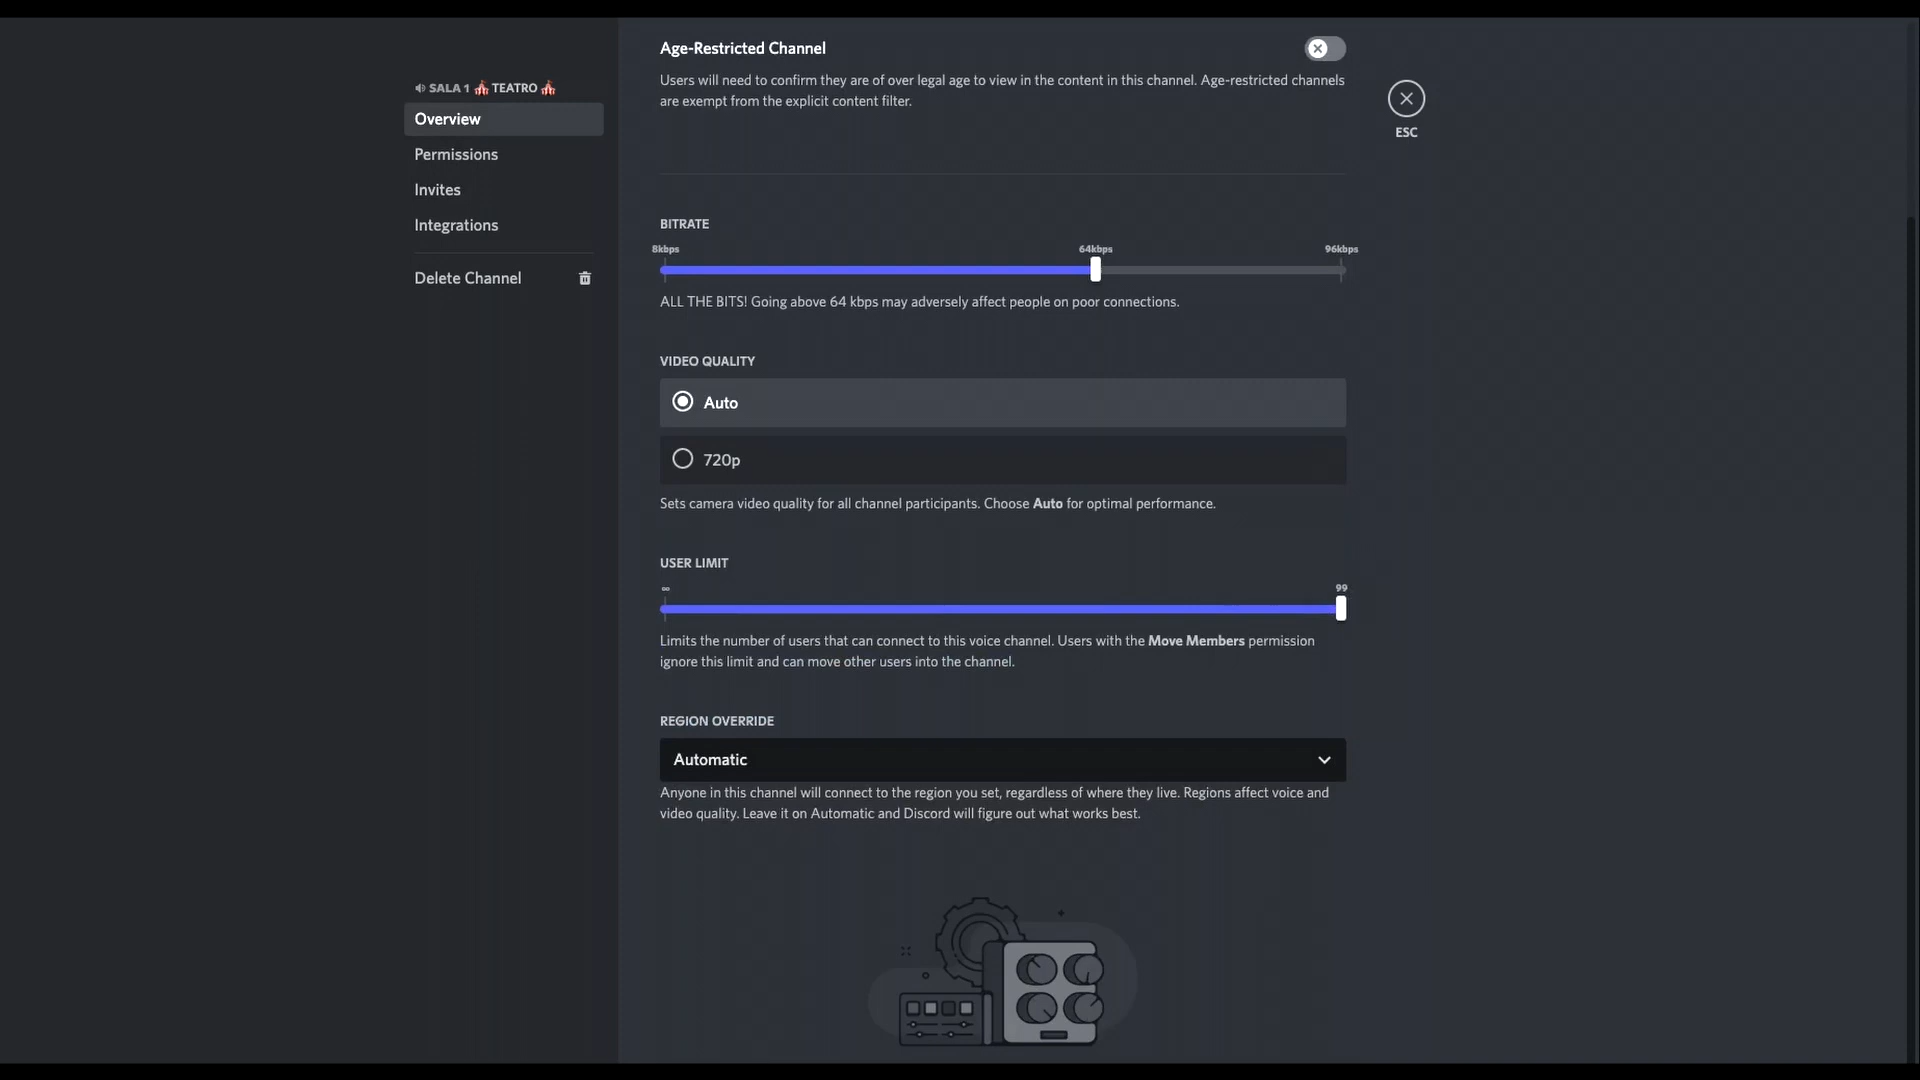 SALA 1 🎪 TEATRO 🎪
Overview
Permissions
Invites
Integrations
Delete Channel
Age-Restricted Channel
Users will need to confirm they are of over legal age to view in the content in this channel. Age-restricted channels
are exempt from the explicit content filter.
ESC
BITRATE
8kbps 64kbps 96kbps
ALL THE BITS! Going above 64 kbps may adversely affect people on poor connections.
VIDEO QUALITY
Auto
720p
Sets camera video quality for all channel participants. Choose Auto for optimal performance.
USER LIMIT
∞ 99
Limits the number of users that can connect to this voice channel. Users with the Move Members permission
ignore this limit and can move other users into the channel.
REGION OVERRIDE
Automatic
Anyone in this channel will connect to the region you set, regardless of where they live. Regions affect voice and
video quality. Leave it on Automatic and Discord will figure out what works best.